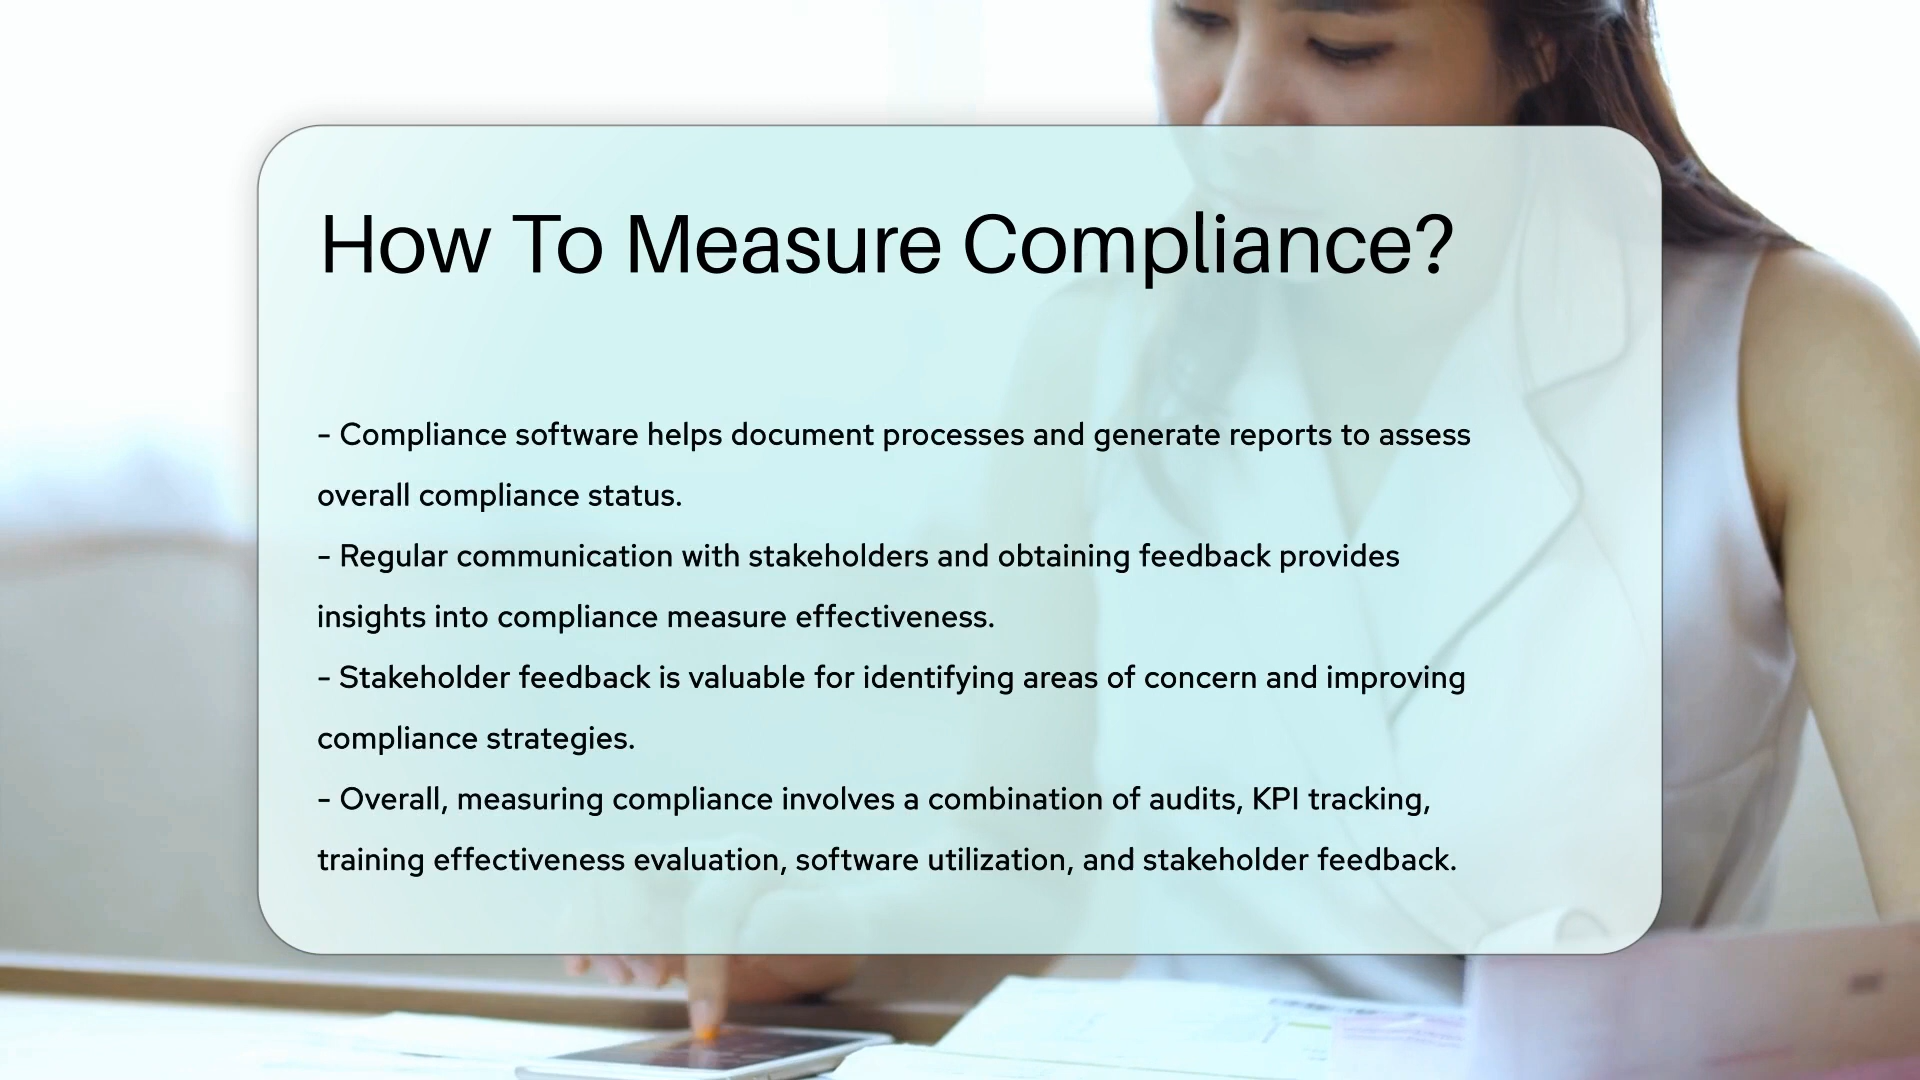 How To Measure Compliance?
- Compliance software helps document processes and generate reports to assess
overall compliance status.
- Regular communication with stakeholders and obtaining feedback provides
insights into compliance measure effectiveness.
- Stakeholder feedback is valuable for identifying areas of concern and improving
compliance strategies.
- Overall, measuring compliance involves a combination of audits, KPI tracking,
training effectiveness evaluation, software utilization, and stakeholder feedback.